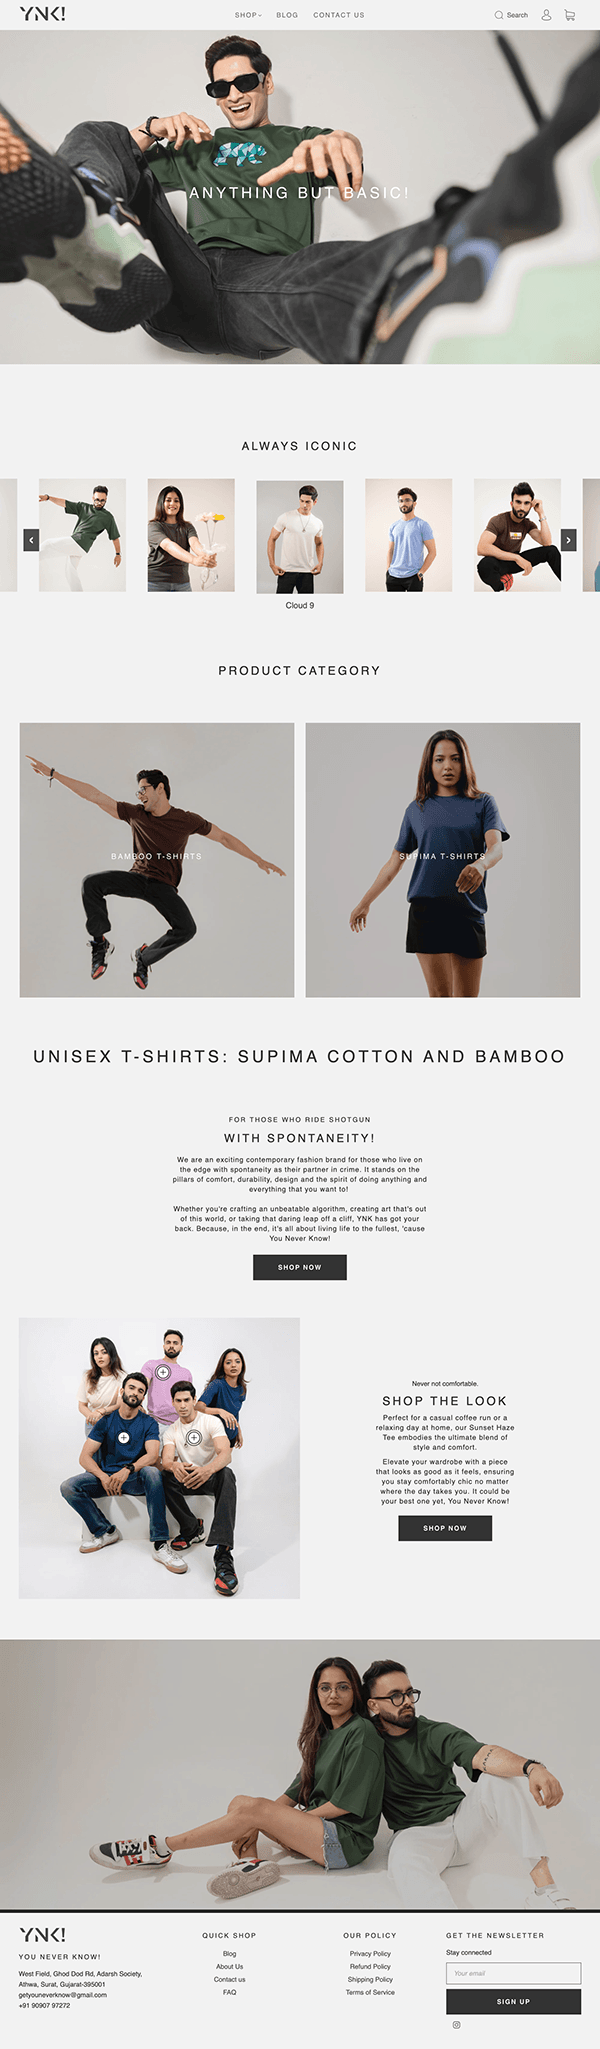 YNK!
SHOP
BLOG
CONTACT US
Search
ANYTHING BUT BASIC!
ALWAYS ICONIC
Cloud 9
PRODUCT CATEGORY
BAMBOO T-SHIRTS
SUPIMA T-SHIRTS
UNISEX T-SHIRTS: SUPIMA COTTON AND BAMBOO
FOR THOSE WHO RIDE SHOTGUN
WITH SPONTANEITY!
We are an exciting contemporary fashion brand for those who live on
the edge with spontaneity as their partner in crime. It stands on the
pillars of comfort, durability, design and the spirit of doing anything and
everything that you want to!
Whether you're crafting an unbeatable algorithm, creating art that's out
of this world, or taking that daring leap off a cliff, YNK has got your
back. Because, in the end, it's all about living life to the fullest, 'cause
You Never Know!
SHOP NOW
Never not comfortable.
SHOP THE LOOK
Perfect for a casual coffee run or a
relaxing day at home, our Sunset Haze
Tee embodies the ultimate blend of
style and comfort.
Elevate your wardrobe with a piece
that looks as good as it feels, ensuring
you stay comfortably chic no matter
where the day takes you. It could be
your best one yet, You Never Know!
SHOP NOW
YNK!
YOU NEVER KNOW!
West Field, Ghod Dod Rd, Adarsh Society,
Athwa, Surat, Gujarat-395001
getyouneverknow@gmail.com
+91 90907 97272
QUICK SHOP
Blog
About Us
Contact us
FAQ
OUR POLICY
Privacy Policy
Refund Policy
Shipping Policy
Terms of Service
GET THE NEWSLETTER
Stay connected
Your email
SIGN UP